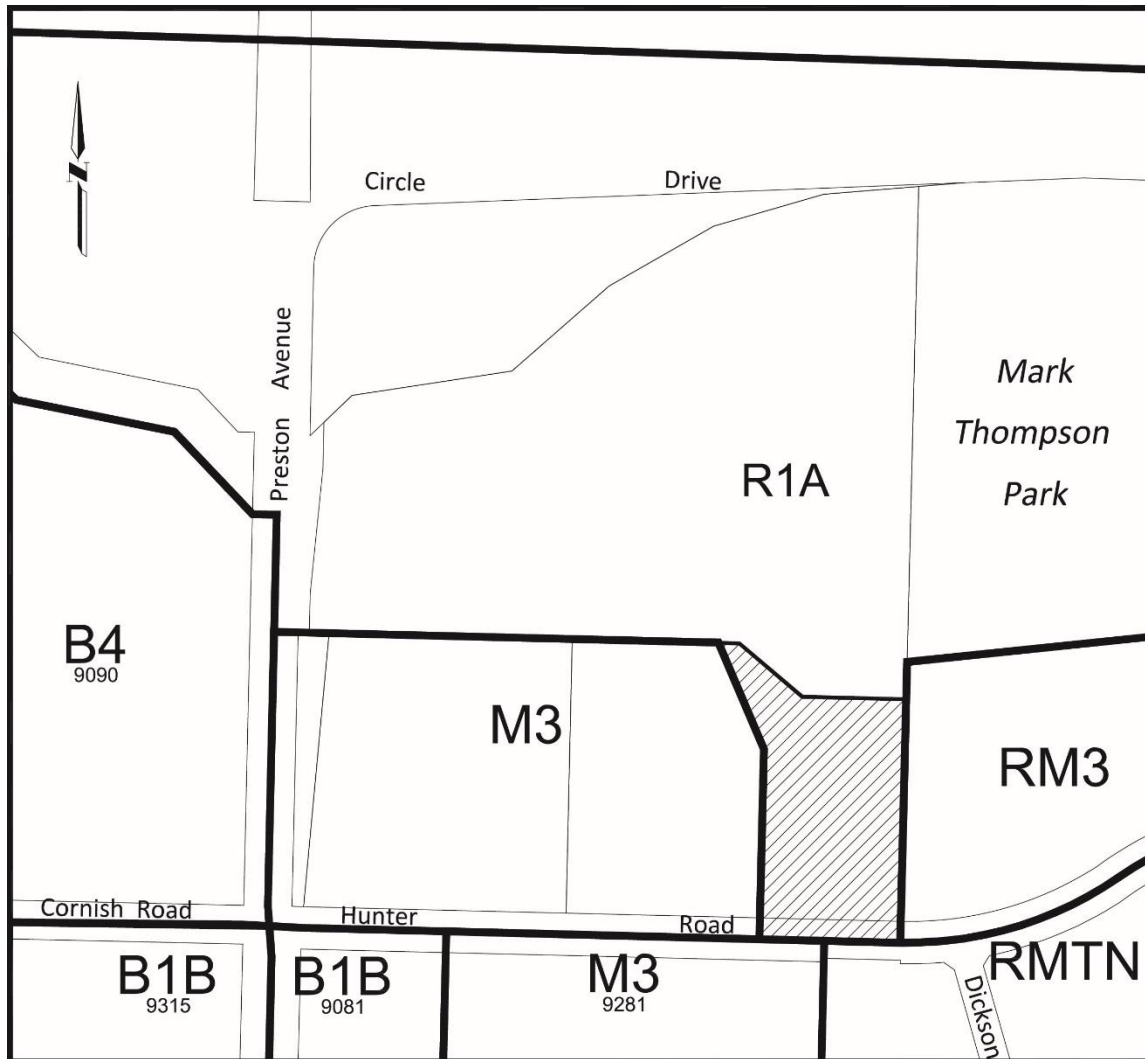 N
Circle Drive
Preston Avenue
Mark
Thompson
Park
R1A
B4
9090
M3
RM3
Cornish Road
Hunter Road
B1B
9315
B1B
9081
M3
9281
RMTN
Dickson